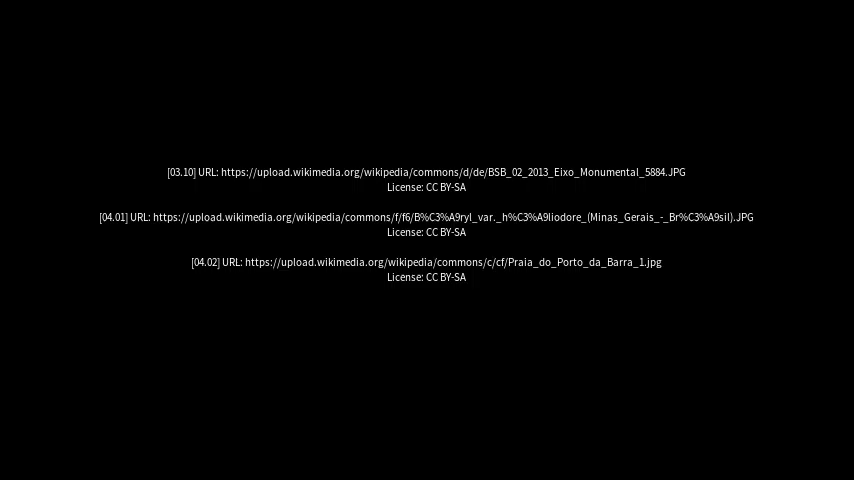 [03.10] URL: https://upload.wikimedia.org/wikipedia/commons/d/de/BSB_02_2013_Eixo_Monumental_5884.JPG
License: CC BY-SA
[04.01] URL: https://upload.wikimedia.org/wikipedia/commons/f/f6/B%C3%A9ryl_var._h%C3%A9liodore_(Minas_Gerais_-_Br%C3%A9sil).JPG
License: CC BY-SA
[04.02] URL: https://upload.wikimedia.org/wikipedia/commons/c/cf/Praia_do_Porto_da_Barra_1.jpg
License: CC BY-SA